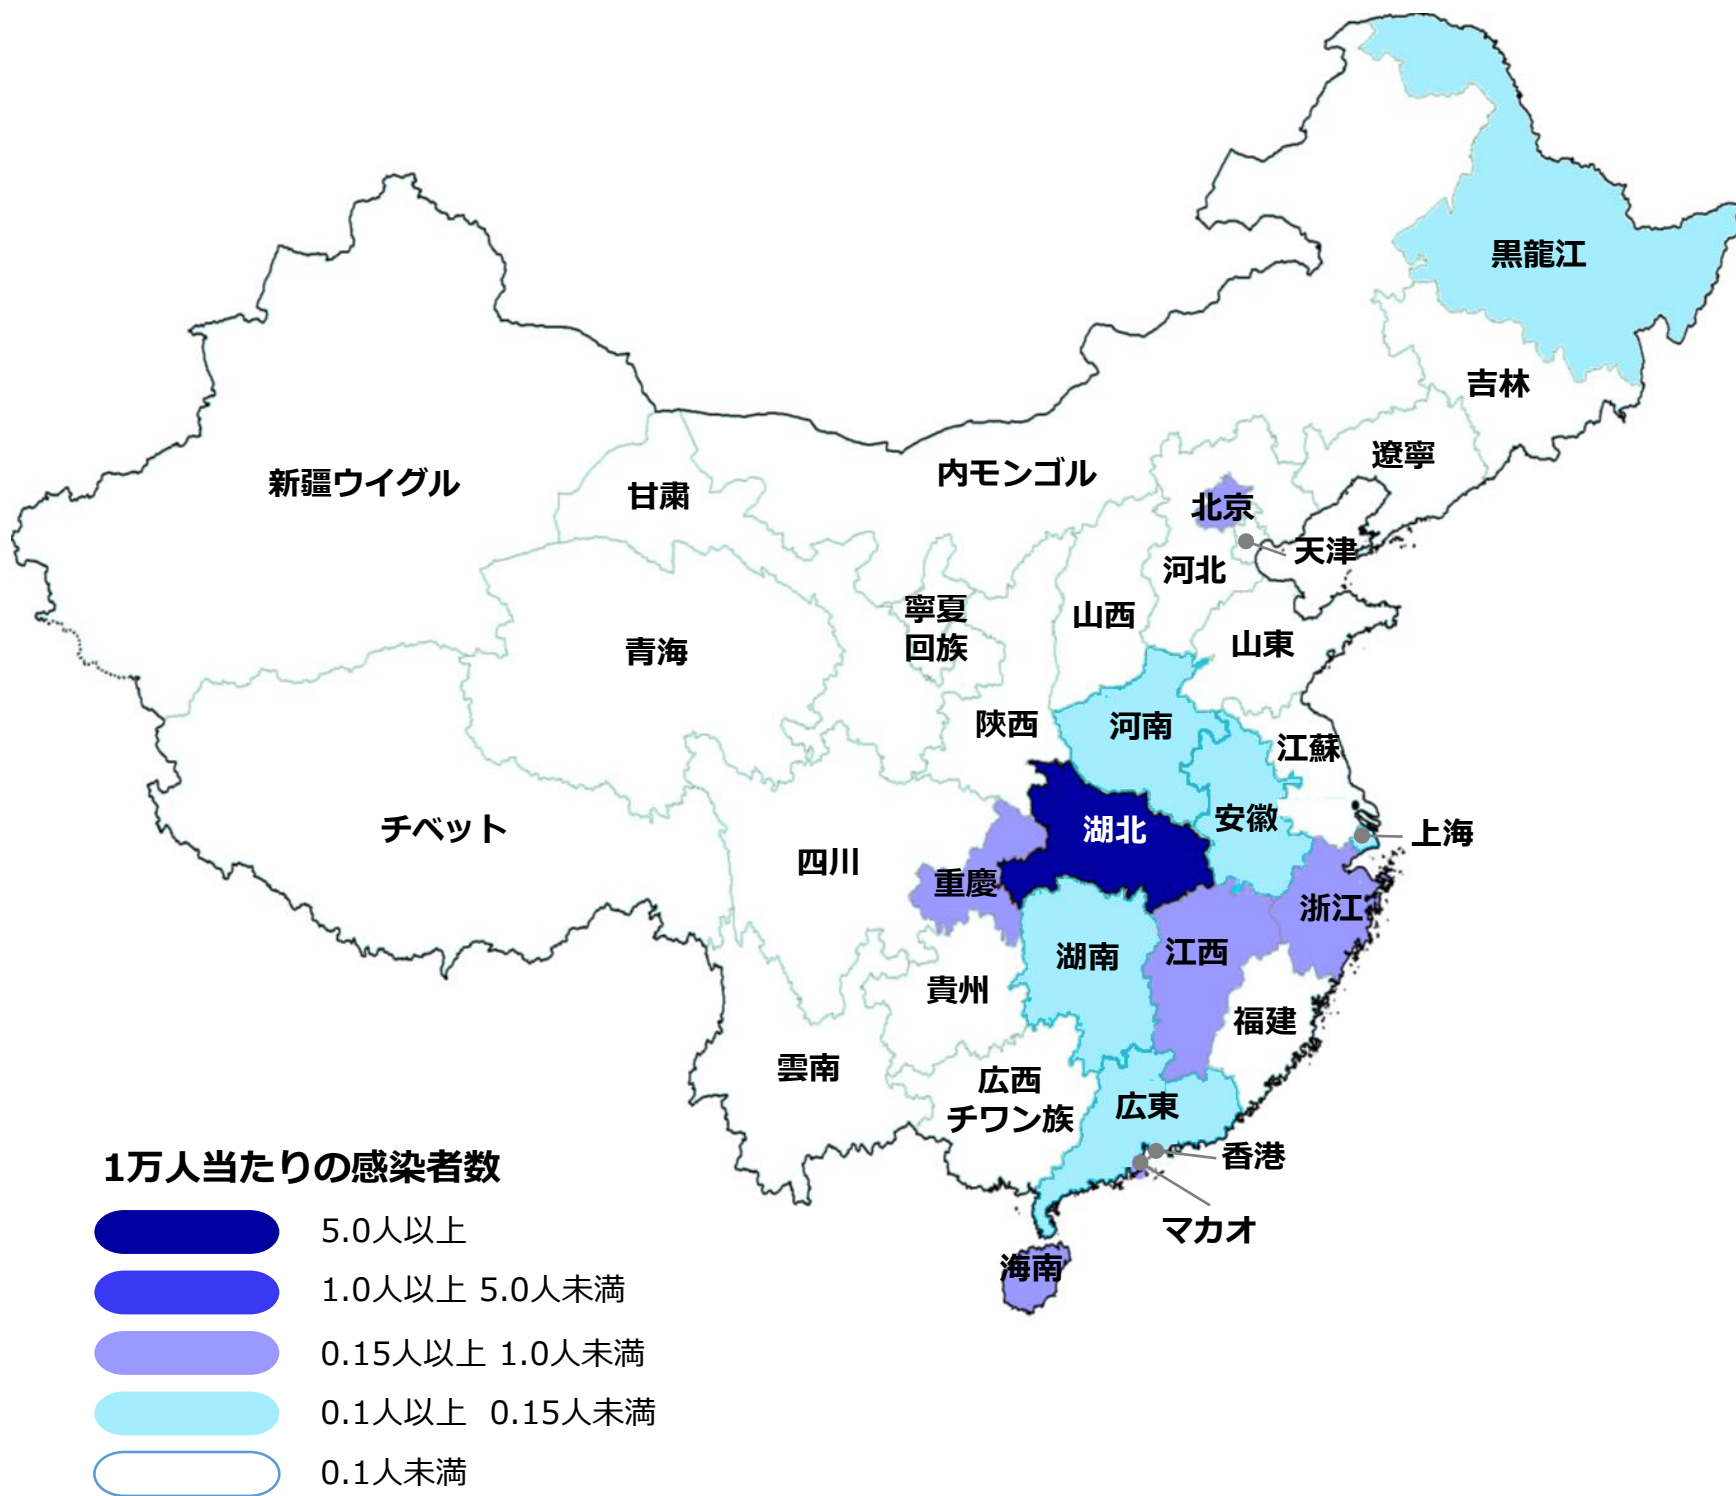 黒龍江
吉林
遼寧
内モンゴル
新疆ウイグル
甘粛
北京
天津
河北
寧夏
回族
山西
山東
青海
陝西
河南
江蘇
チベット
四川
湖北
安徽
上海
重慶
浙江
湖南
江西
貴州
福建
雲南
広西
チワン族
広東
香港
マカオ
海南
1万人当たりの感染者数
5.0人以上
1.0人以上 5.0人未満
0.15人以上 1.0人未満
0.1人以上 0.15人未満
0.1人未満